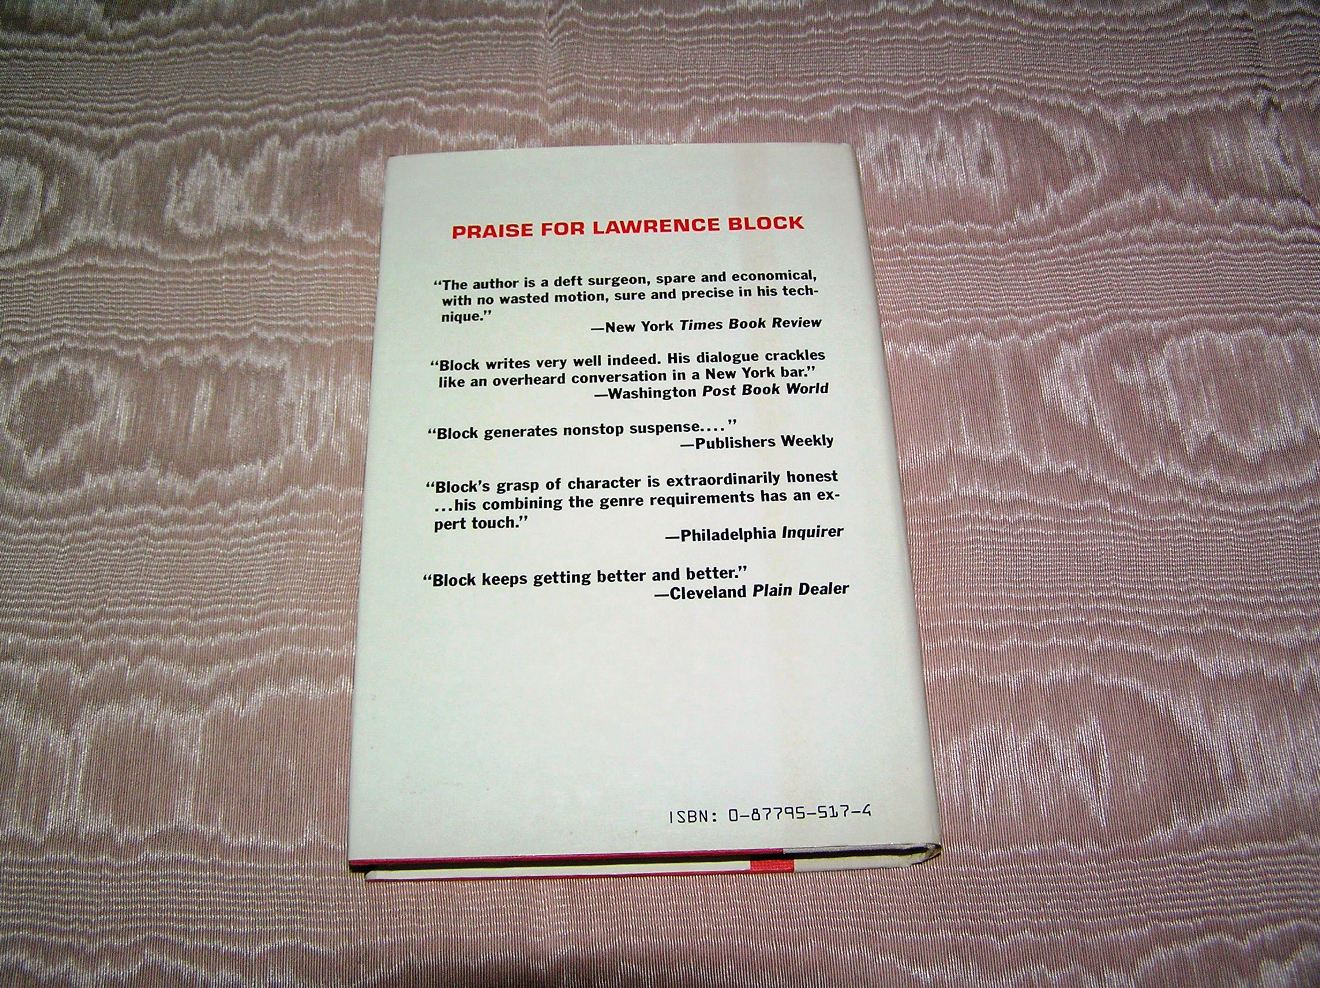 PRAISE FOR LAWRENCE BLOCK
“The author is a deft surgeon, spare and economical,
with no wasted motion, sure and precise in his tech-
nique.”
—New York Times Book Review
“Block writes very well indeed. His dialogue crackles
like an overheard conversation in a New York bar.”
—Washington Post Book World
“Block generates nonstop suspense....”
—Publishers Weekly
“Block’s grasp of character is extraordinarily honest
...his combining the genre requirements has an ex-
pert touch.”
—Philadelphia Inquirer
“Block keeps getting better and better.”
—Cleveland Plain Dealer
ISBN: 0-87795-517-4